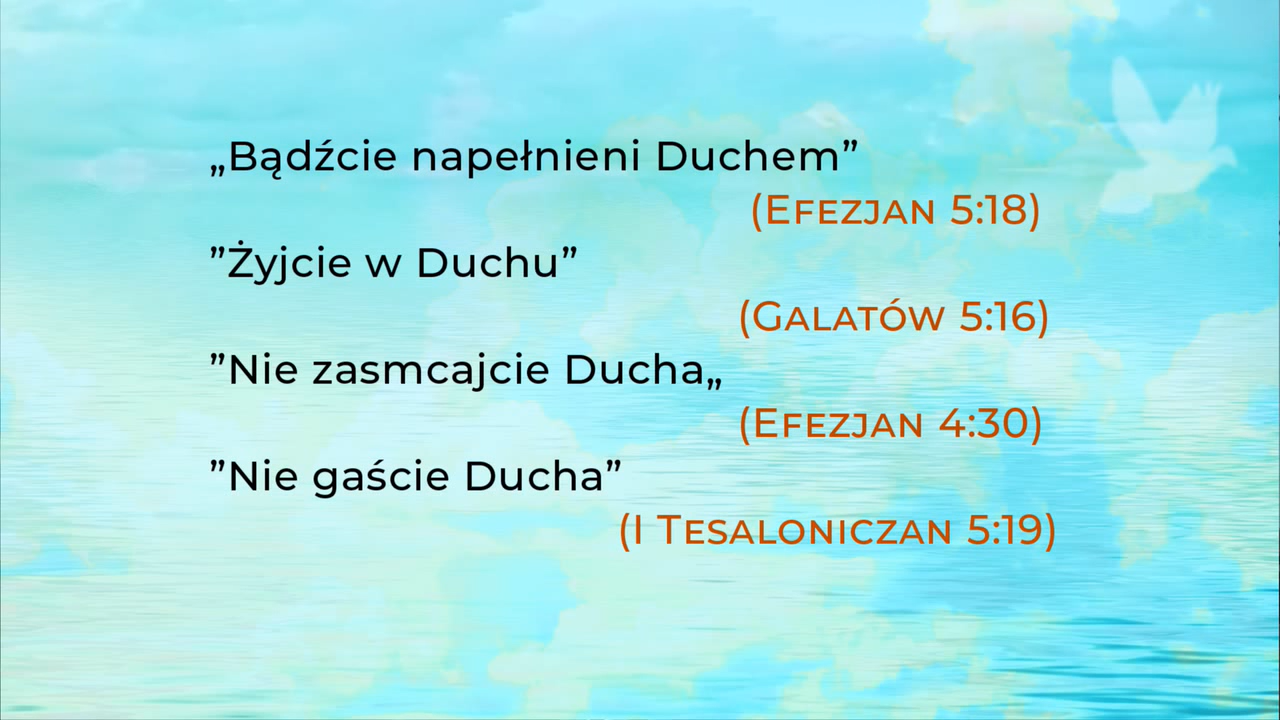 „Bądźcie napełnieni Duchem”
(Efezjan 5:18)
”Żyjcie w Duchu”
(Galatów 5:16)
”Nie zasmcajcie Ducha„
(Efezjan 4:30)
”Nie gaście Ducha”
(I Tesaloniczan 5:19)